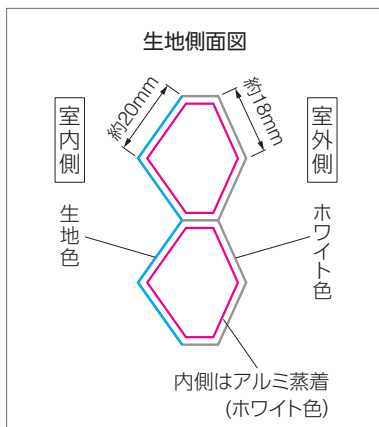 生地側面図
約20mm
約18mm
室内側
室外側
生地色
ホワイト色
内側はアルミ蒸着
(ホワイト色)